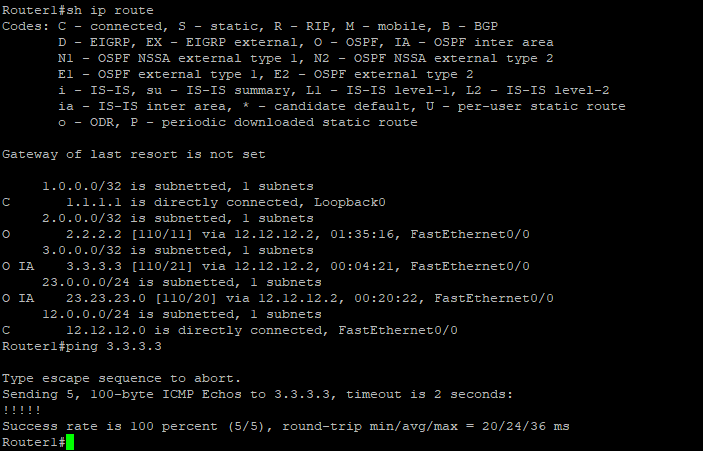 Router1#sh ip route
Codes: C - connected, S - static, R - RIP, M - mobile, B - BGP
       D - EIGRP, EX - EIGRP external, O - OSPF, IA - OSPF inter area
       N1 - OSPF NSSA external type 1, N2 - OSPF NSSA external type 2
       E1 - OSPF external type 1, E2 - OSPF external type 2
       i - IS-IS, su - IS-IS summary, L1 - IS-IS level-1, L2 - IS-IS level-2
       ia - IS-IS inter area, * - candidate default, U - per-user static route
       o - ODR, P - periodic downloaded static route
Gateway of last resort is not set
     1.0.0.0/32 is subnetted, 1 subnets
C       1.1.1.1 is directly connected, Loopback0
     2.0.0.0/32 is subnetted, 1 subnets
O       2.2.2.2 [110/11] via 12.12.12.2, 01:35:16, FastEthernet0/0
     3.0.0.0/32 is subnetted, 1 subnets
O IA    3.3.3.3 [110/21] via 12.12.12.2, 00:04:21, FastEthernet0/0
     23.0.0.0/24 is subnetted, 1 subnets
O IA    23.23.23.0 [110/20] via 12.12.12.2, 00:20:22, FastEthernet0/0
     12.0.0.0/24 is subnetted, 1 subnets
C       12.12.12.0 is directly connected, FastEthernet0/0
Router1#ping 3.3.3.3
Type escape sequence to abort.
Sending 5, 100-byte ICMP Echos to 3.3.3.3, timeout is 2 seconds:
!!!!!
Success rate is 100 percent (5/5), round-trip min/avg/max = 20/24/36 ms
Router1#